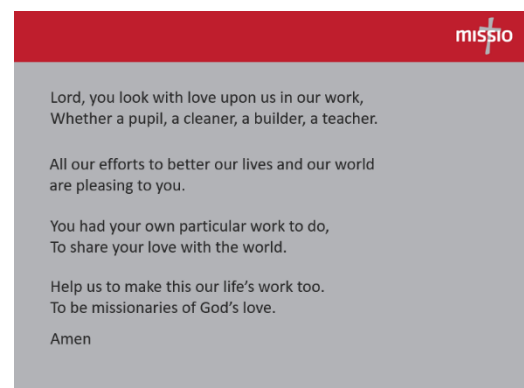 missio
Lord, you look with love upon us in our work,
Whether a pupil, a cleaner, a builder, a teacher.
All our efforts to better our lives and our world
are pleasing to you.
You had your own particular work to do,
To share your love with the world.
Help us to make this our life’s work too.
To be missionaries of God’s love.
Amen